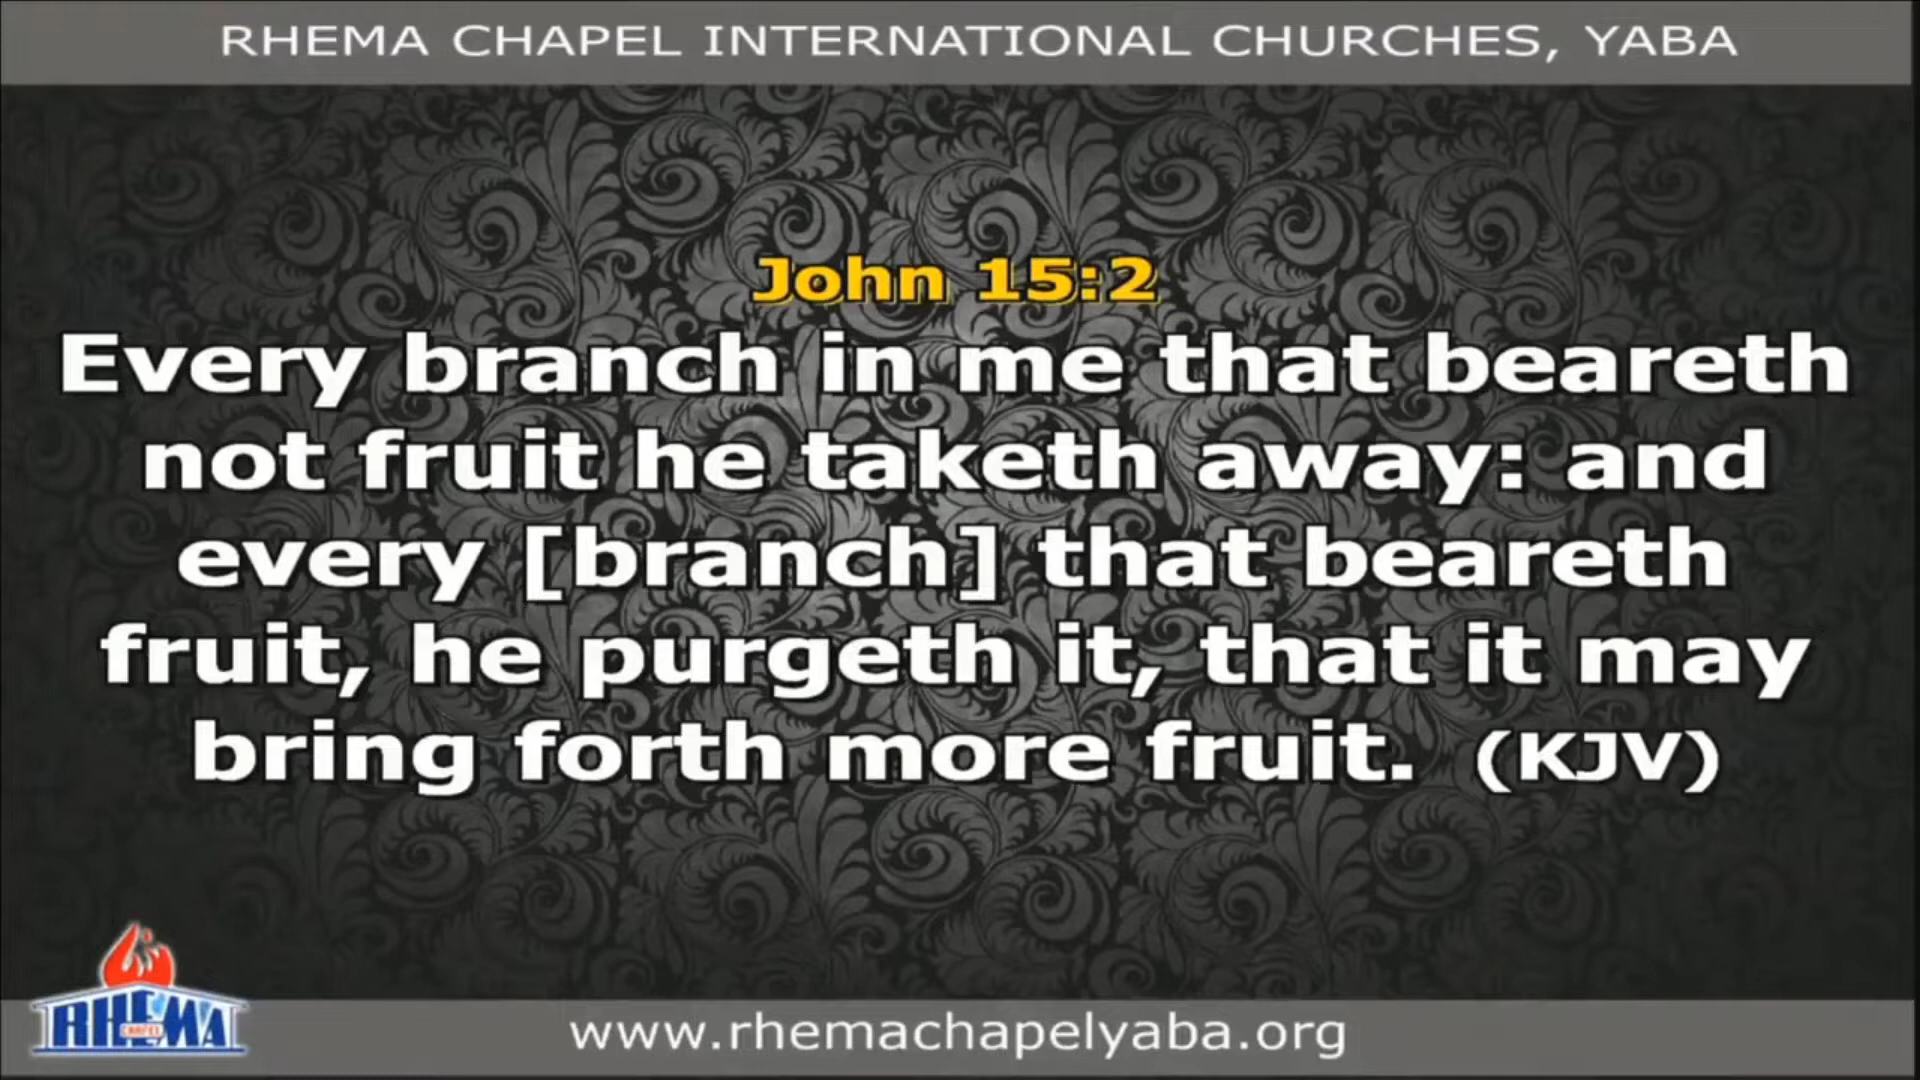 RHEMA CHAPEL INTERNATIONAL CHURCHES, YABA
John 15:2
Every branch in me that beareth
not fruit he taketh away: and
every [branch] that beareth
fruit, he purgeth it, that it may
bring forth more fruit. (KJV)
RHEMA
CHAPEL
www.rhemachapelyaba.org